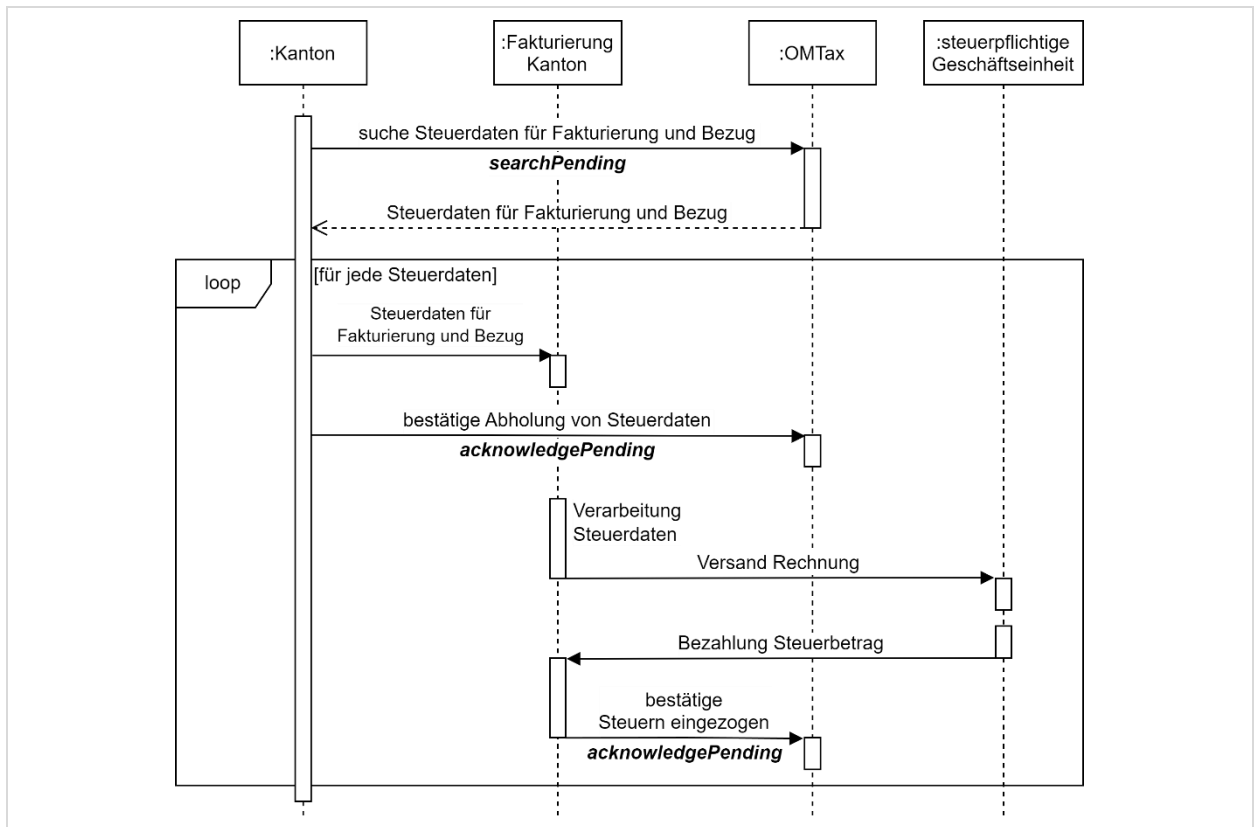 :Kanton
:Fakturierung
Kanton
:OMTax
:steuerpflichtige
Geschäftseinheit
suche Steuerdaten für Fakturierung und Bezug
searchPending
Steuerdaten für Fakturierung und Bezug
loop
[für jede Steuerdaten]
Steuerdaten für
Fakturierung und Bezug
bestätige Abholung von Steuerdaten
acknowledgePending
Verarbeitung
Steuerdaten
Versand Rechnung
Bezahlung Steuerbetrag
bestätige
Steuern eingezogen
acknowledgePending